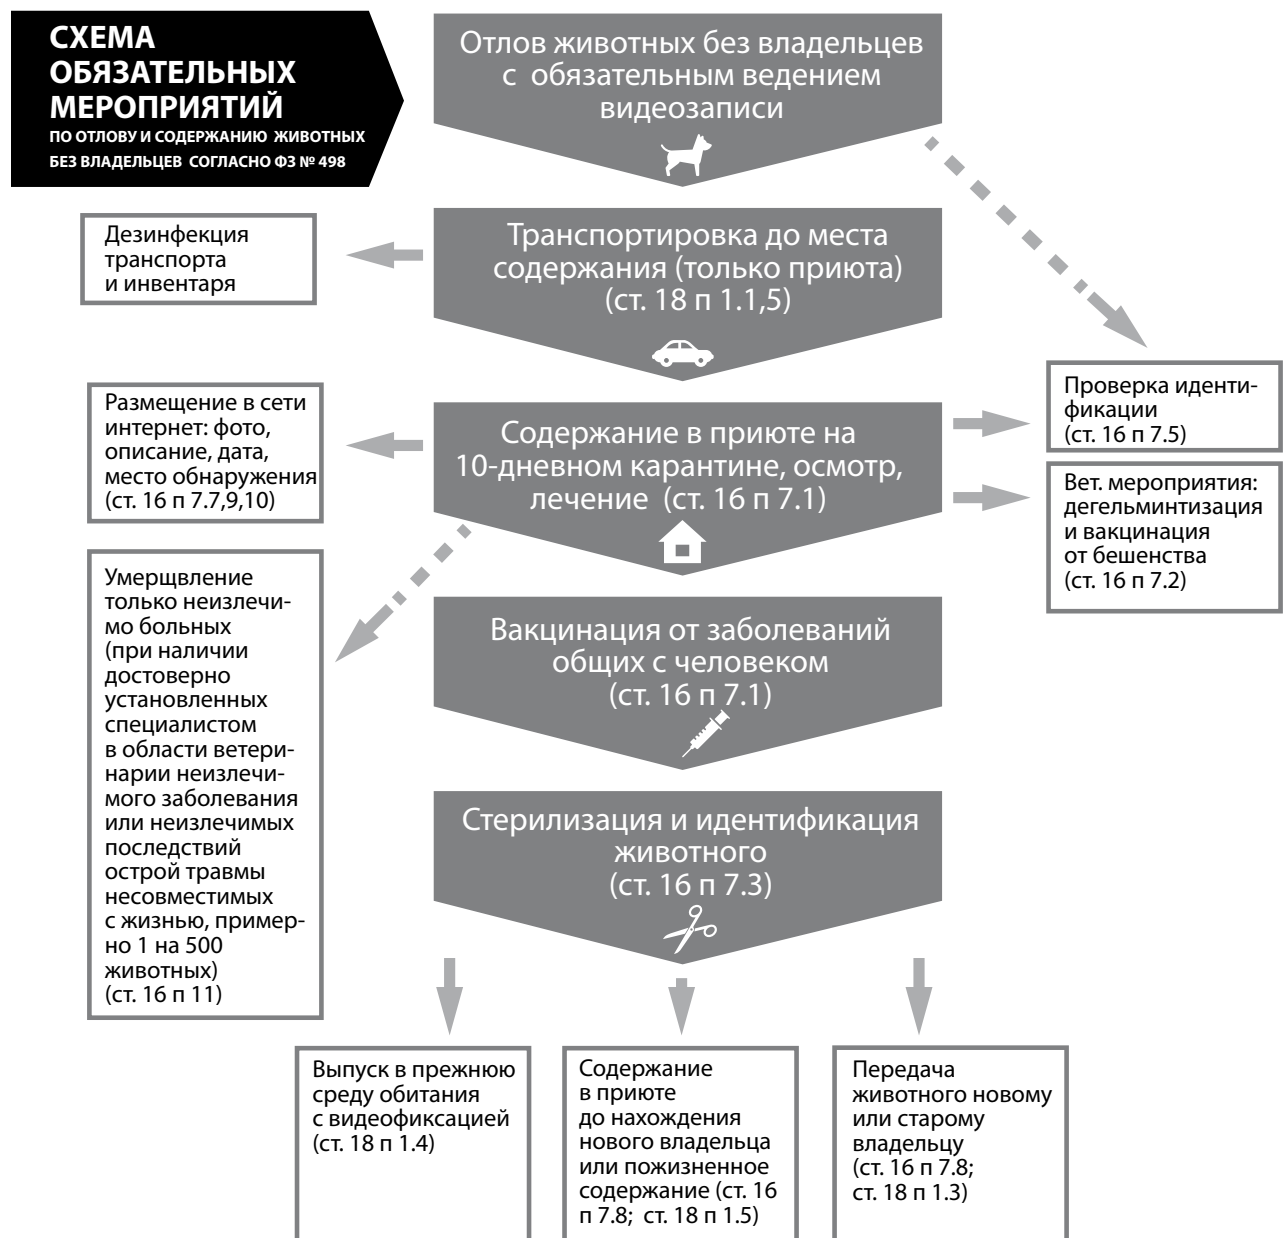 СХЕМА
ОБЯЗАТЕЛЬНЫХ
МЕРОПРИЯТИЙ
ПО ОТЛОВУ И СОДЕРЖАНИЮ ЖИВОТНЫХ
БЕЗ ВЛАДЕЛЬЦЕВ СОГЛАСНО ФЗ № 498
Отлов животных без владельцев
с обязательным ведением
видеозаписи
Дезинфекция
транспорта
и инвентаря
Транспортировка до места
содержания (только приюта)
(ст. 18 п 1.1,5)
Размещение в сети
интернет: фото,
описание, дата,
место обнаружения
(ст. 16 п 7.7,9,10)
Содержание в приюте на
10-дневном карантине, осмотр,
лечение (ст. 16 п 7.1)
Проверка иденти-
фикации
(ст. 16 п 7.5)
Вет. мероприятия:
дегельминтизация
и вакцинация
от бешенства
(ст. 16 п 7.2)
Умерщвление
только неизлечи-
мо больных
(при наличии
достоверно
установленных
специалистом
в области ветери-
нарии неизлечи-
мого заболевания
или неизлечимых
последствий
острой травмы
несовместимых
с жизнью, пример-
но 1 на 500
животных)
(ст. 16 п 11)
Вакцинация от заболеваний
общих с человеком
(ст. 16 п 7.1)
Стерилизация и идентификация
животного
(ст. 16 п 7.3)
Выпуск в прежнюю
среду обитания
с видеофиксацией
(ст. 18 п 1.4)
Содержание
в приюте
до нахождения
нового владельца
или пожизненное
содержание (ст. 16
п 7.8; ст. 18 п 1.5)
Передача
животного новому
или старому
владельцу
(ст. 16 п 7.8;
ст. 18 п 1.3)